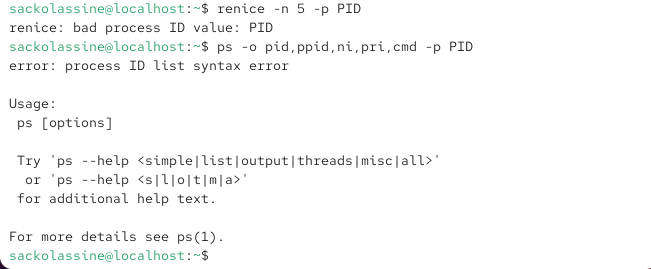 sackolassine@localhost:~$ renice -n 5 -p PID
renice: bad process ID value: PID
sackolassine@localhost:~$ ps -o pid,ppid,ni,pri,cmd -p PID
error: process ID list syntax error

Usage:
 ps [options]

 Try 'ps --help <simple|list|output|threads|misc|all>'
  or 'ps --help <s|l|o|t|m|a>'
 for additional help text.

For more details see ps(1).
sackolassine@localhost:~$